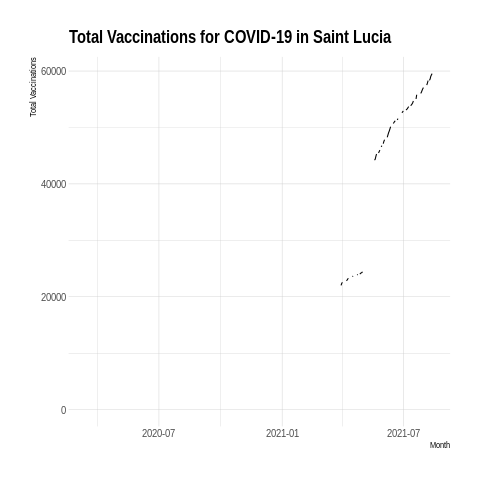 Total Vaccinations for COVID-19 in Saint Lucia
Total Vaccinations
60000
40000
20000
0
2020-07 2021-01 2021-07
Month